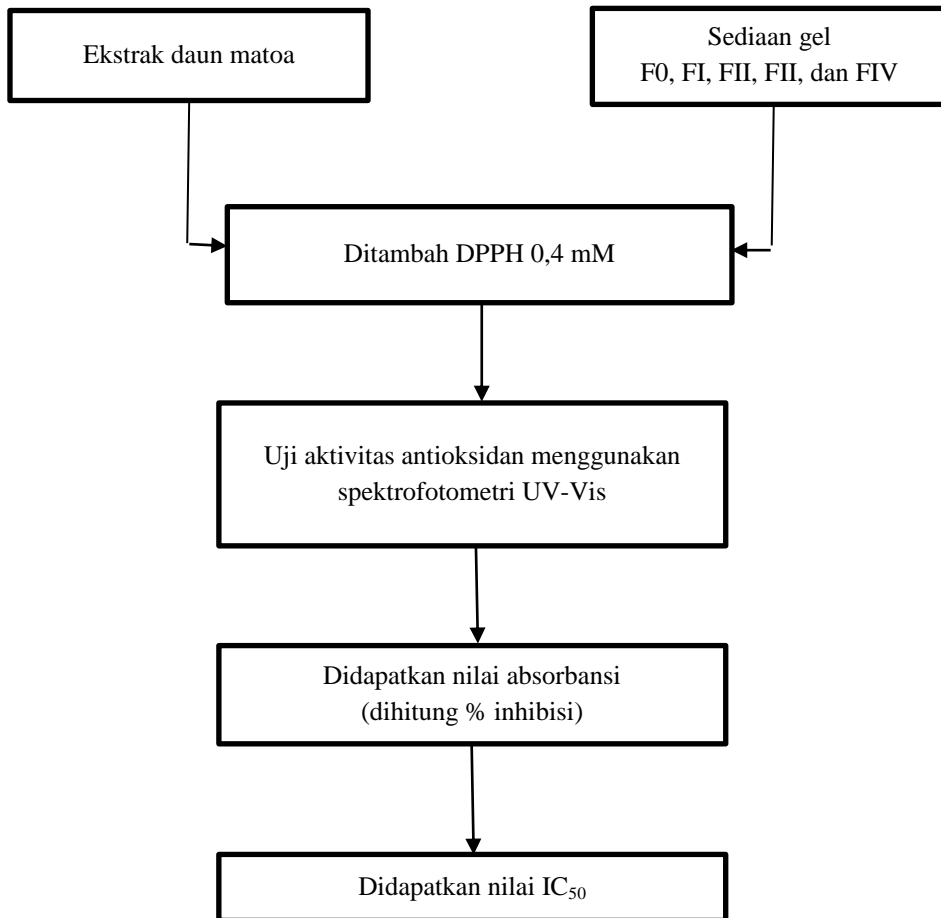 Ekstrak daun matoa
Sediaan gel
F0, FI, FII, FII, dan FIV
Ditambah DPPH 0,4 mM
Uji aktivitas antioksidan menggunakan
spektrofotometri UV-Vis
Didapatkan nilai absorbansi
(dihitung % inhibisi)
Didapatkan nilai IC₅₀